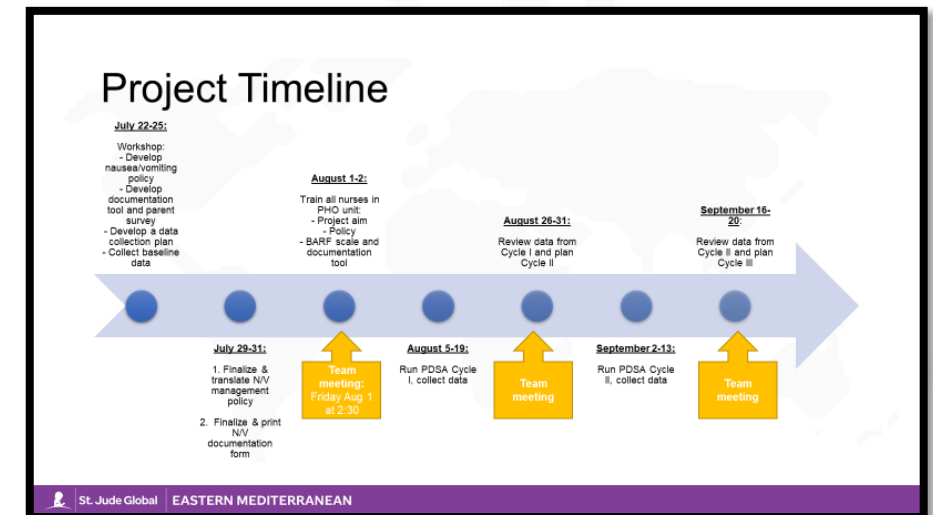 Project Timeline
July 22-25:
Workshop:
- Develop
nausea/vomiting
policy
- Develop
documentation
tool and parent
survey
- Develop a data
collection plan
- Collect baseline
data
July 29-31:
1. Finalize &
translate N/V
management
policy
2. Finalize & print
N/V
documentation
form
August 1-2:
Train all nurses in
PHO unit:
- Project aim
- Policy
- BARF scale and
documentation
tool
Team
meeting:
Friday Aug 1
at 2:30
August 5-19:
Run PDSA Cycle
I, collect data
August 26-31:
Review data from
Cycle I and plan
Cycle II
Team
meeting
September 2-13:
Run PDSA Cycle
II, collect data
September 16-
20:
Review data from
Cycle II and plan
Cycle III
Team
meeting
St. Jude Global EASTERN MEDITERRANEAN